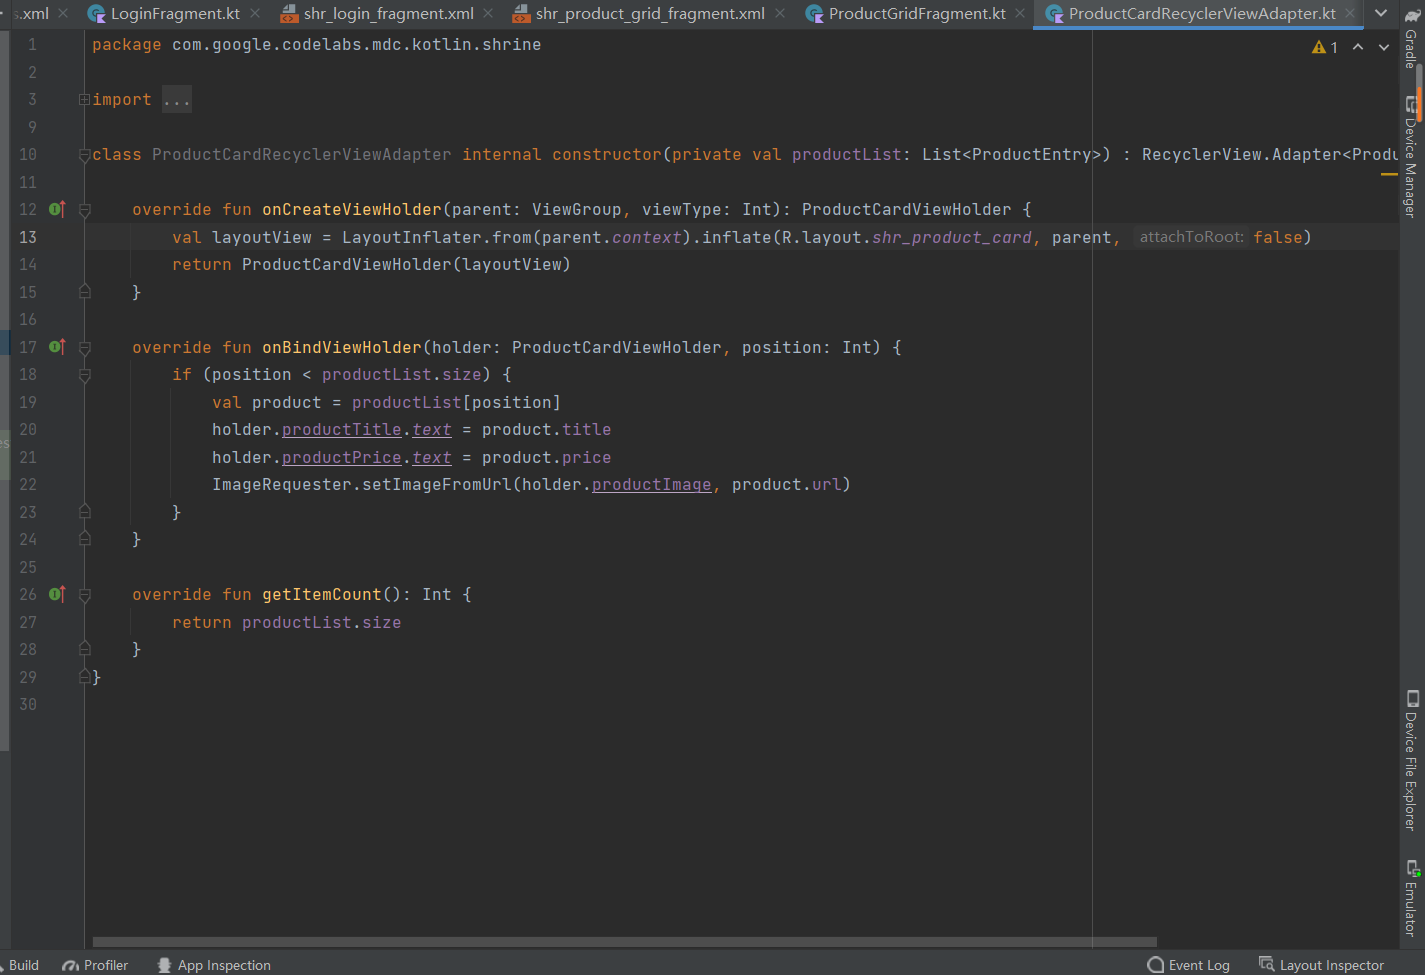 s.xml LoginFragment.kt shr_login_fragment.xml shr_product_grid_fragment.xml ProductGridFragment.kt ProductCardRecyclerViewAdapter.kt
1 package com.google.codelabs.mdc.kotlin.shrine
1
2
3 import ...
9
10 class ProductCardRecyclerViewAdapter internal constructor(private val productList: List<ProductEntry>) : RecyclerView.Adapter<Produ
11
12 override fun onCreateViewHolder(parent: ViewGroup, viewType: Int): ProductCardViewHolder {
13 val layoutView = LayoutInflater.from(parent.context).inflate(R.layout.shr_product_card, parent, attachToRoot: false)
14 return ProductCardViewHolder(layoutView)
15 }
16
17 override fun onBindViewHolder(holder: ProductCardViewHolder, position: Int) {
18 if (position < productList.size) {
19 val product = productList[position]
20 holder.productTitle.text = product.title
21 holder.productPrice.text = product.price
22 ImageRequester.setImageFromUrl(holder.productImage, product.url)
23 }
24 }
25
26 override fun getItemCount(): Int {
27 return productList.size
28 }
29 }
30
es
Gradle
Device Manager
Device File Explorer
Emulator
Build Profiler App Inspection Event Log Layout Inspector